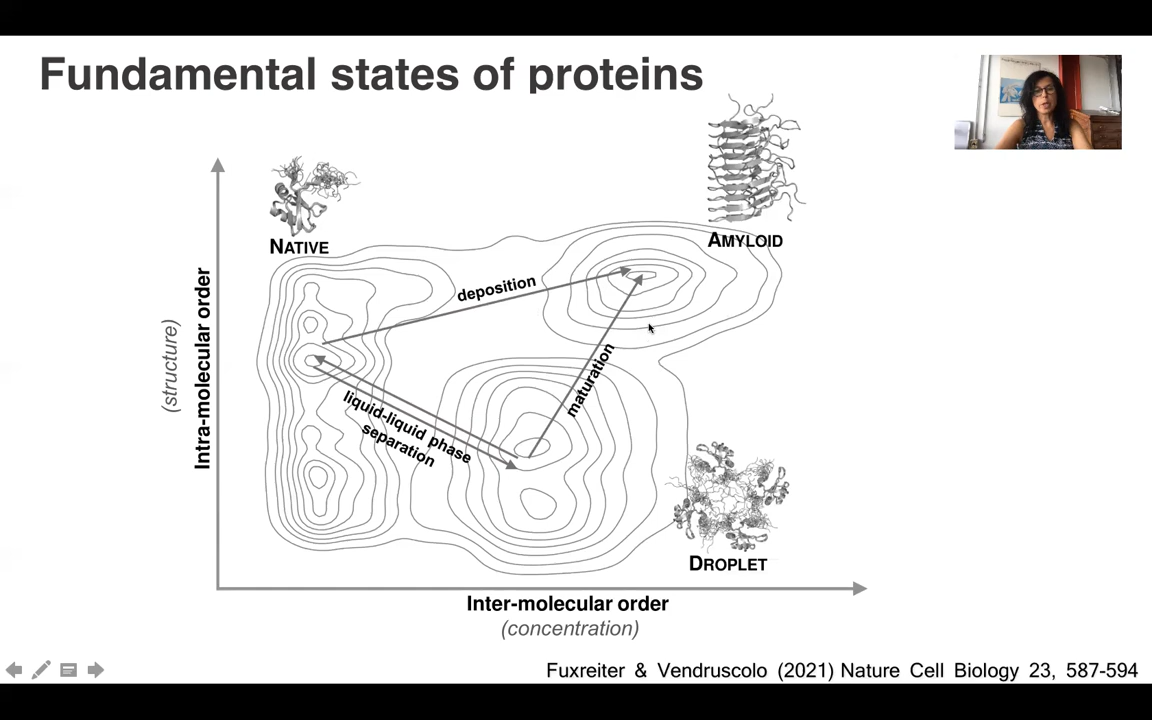 Fundamental states of proteins
NATIVE
AMYLOID
deposition
maturation
liquid-liquid phase
separation
Intra-molecular order
(structure)
DROPLET
Inter-molecular order
(concentration)
Fuxreiter & Vendruscolo (2021) Nature Cell Biology 23, 587-594